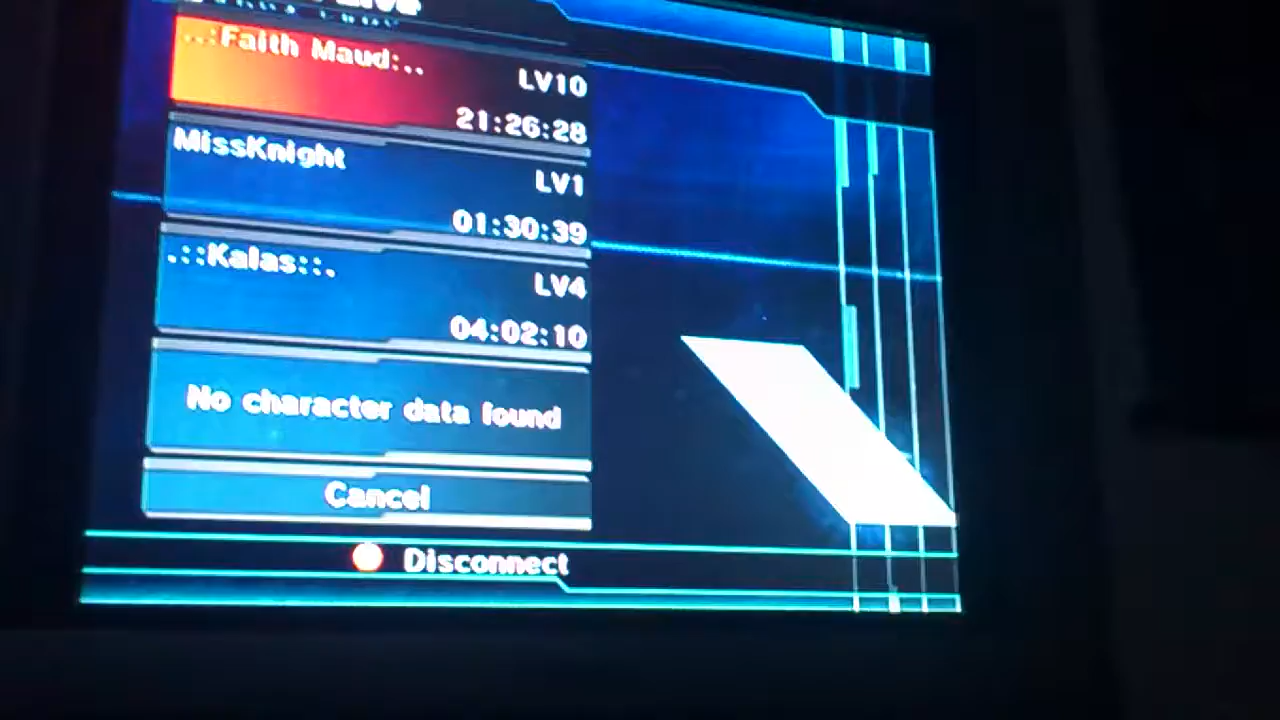 ..:Faith Maud:..
LV10
21:26:28
MissKnight
LV1
01:30:39
.::Kalas::.
LV4
04:02:10
No character data found
Cancel
Disconnect